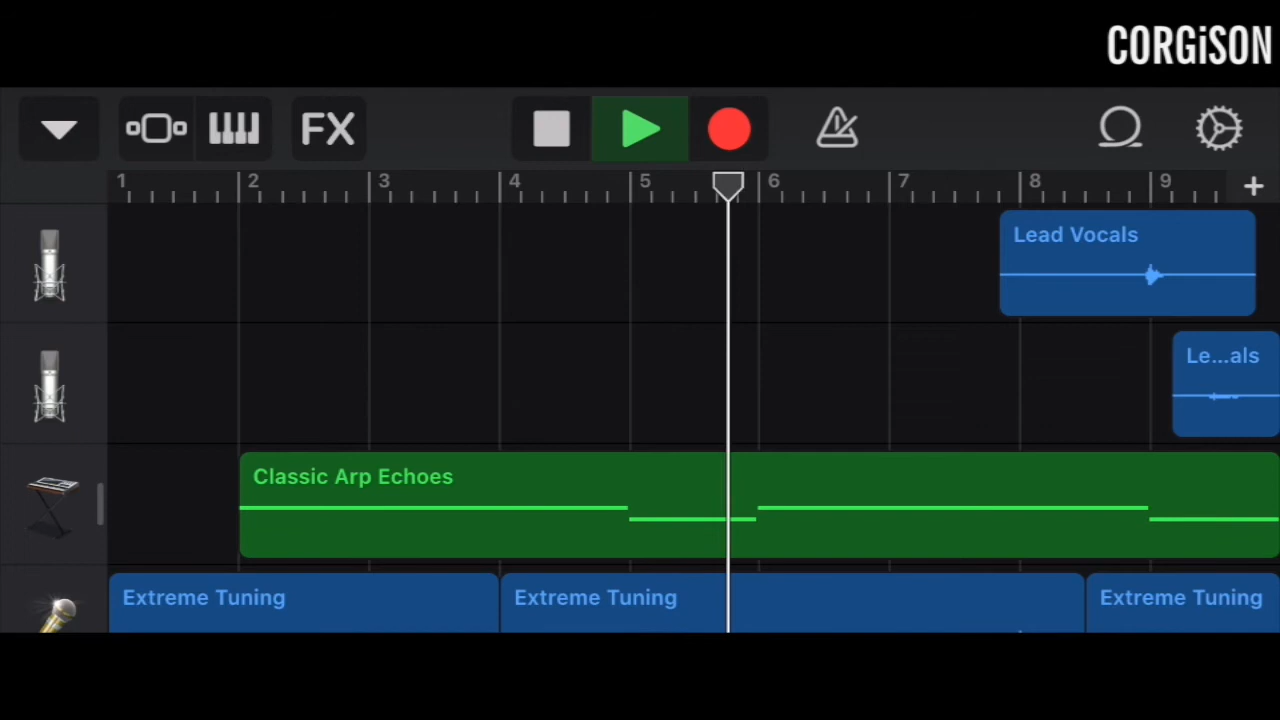 CORGiSON
FX
1 2 3 4 5 6 7 8 9 +
Lead Vocals
Le...als
Classic Arp Echoes
Extreme Tuning Extreme Tuning Extreme Tuning